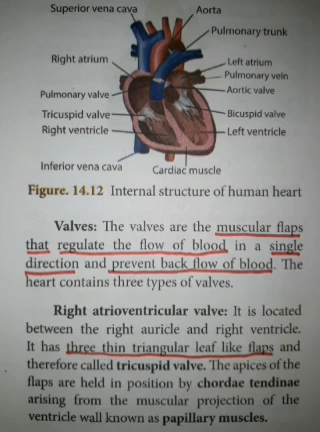 Superior vena cava
Aorta
Pulmonary trunk
Right atrium
Left atrium
Pulmonary vein
Pulmonary valve
Aortic valve
Tricuspid valve
Bicuspid valve
Right ventricle
Left ventricle
Inferior vena cava
Cardiac muscle
Figure. 14.12 Internal structure of human heart
Valves: The valves are the muscular flaps
that regulate the flow of blood in a single
direction and prevent back flow of blood. The
heart contains three types of valves.
Right atrioventricular valve: It is located
between the right auricle and right ventricle.
It has three thin triangular leaf like flaps and
therefore called tricuspid valve. The apices of the
flaps are held in position by chordae tendinae
arising from the muscular projection of the
ventricle wall known as papillary muscles.